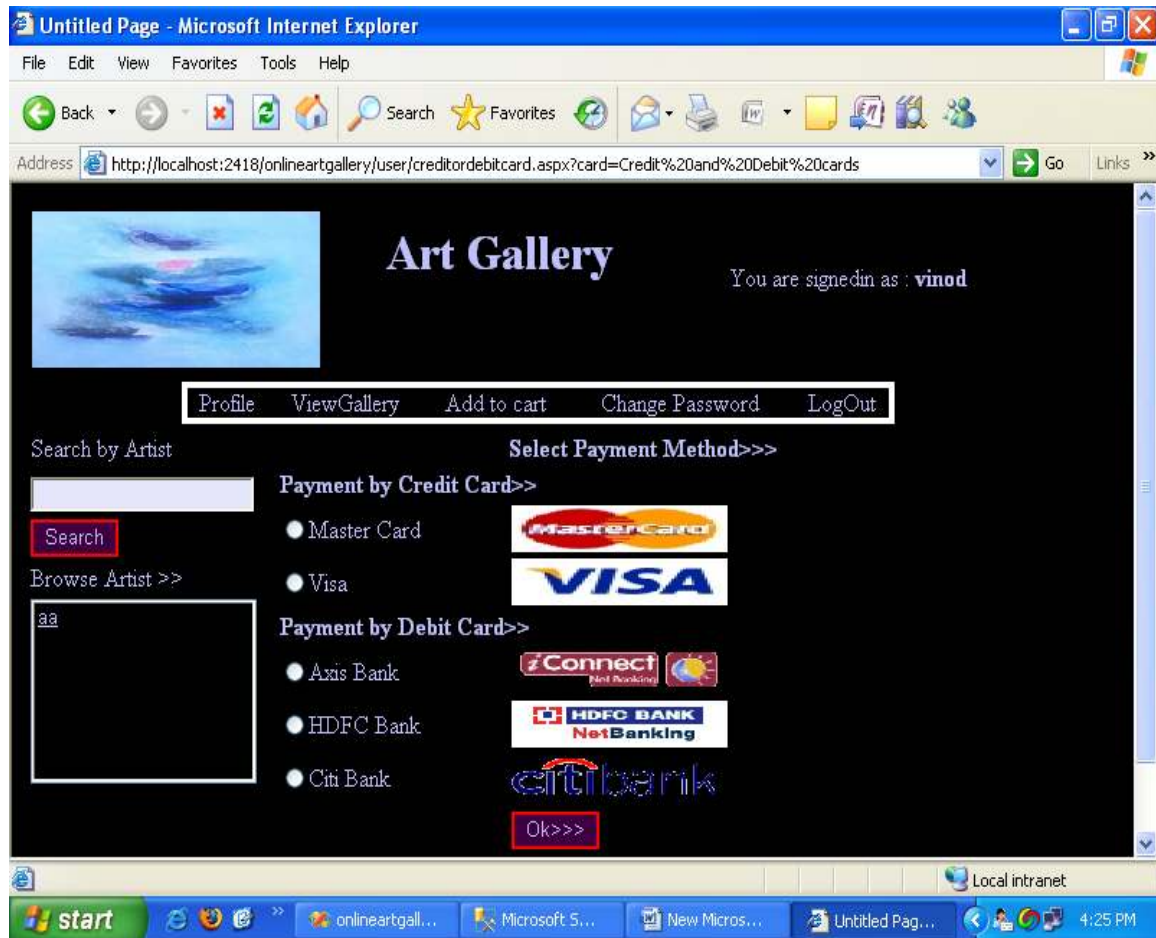 Untitled Page - Microsoft Internet Explorer
File Edit View Favorites Tools Help
Back Search Favorites
Address http://localhost:2418/onlineartgallery/user/creditordebitcard.aspx?card=Credit%20and%20Debit%20cards Go Links »
Art Gallery
You are signedin as : vinod
Profile ViewGallery Add to cart Change Password LogOut
Search by Artist
Search
Browse Artist >>
aa
Select Payment Method>>>
Payment by Credit Card>>
Master Card MasterCard
Visa VISA
Payment by Debit Card>>
Axis Bank iConnect
Net Banking
HDFC Bank HDFC BANK
NetBanking
Citi Bank citibank
Ok>>>
Local intranet
start » onlineartgall... Microsoft S... New Micros... Untitled Pag... 4:25 PM